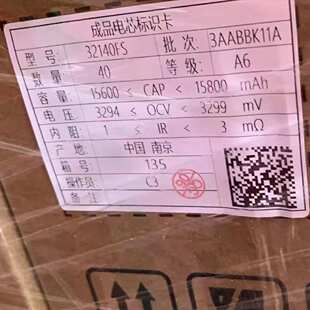 成品电芯标识卡
型号: 32140FS 批次: 3AABBK11A
数量: 40 等级: A6
容量: 15600 ≤ CAP ≤ 15800 mAh
电压: 3294 ≤ OCV ≤ 3299 mV
内阻: 1 ≤ IR ≤ 3 mΩ
产地: 中国 南京
箱号 135
操作员 C3
备注